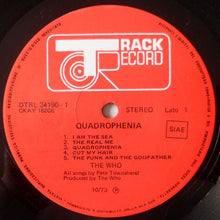 TRACK
RECORD
QUADROPHENIA
DTRL 34190 - 1
STEREO
Lato 1
SIAE
1. I AM THE SEA
2. THE REAL ME
3. QUADROPHENIA
4. CUT MY HAIR
5. THE PUNK AND THE GODFATHER
THE WHO
All songs by Pete Townshend
Produced by The Who
10/73